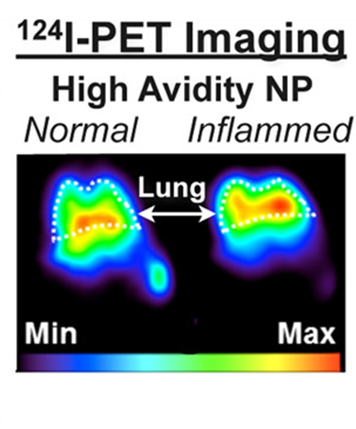 124I-PET Imaging
High Avidity NP
Normal Inflammed
Lung
Min Max